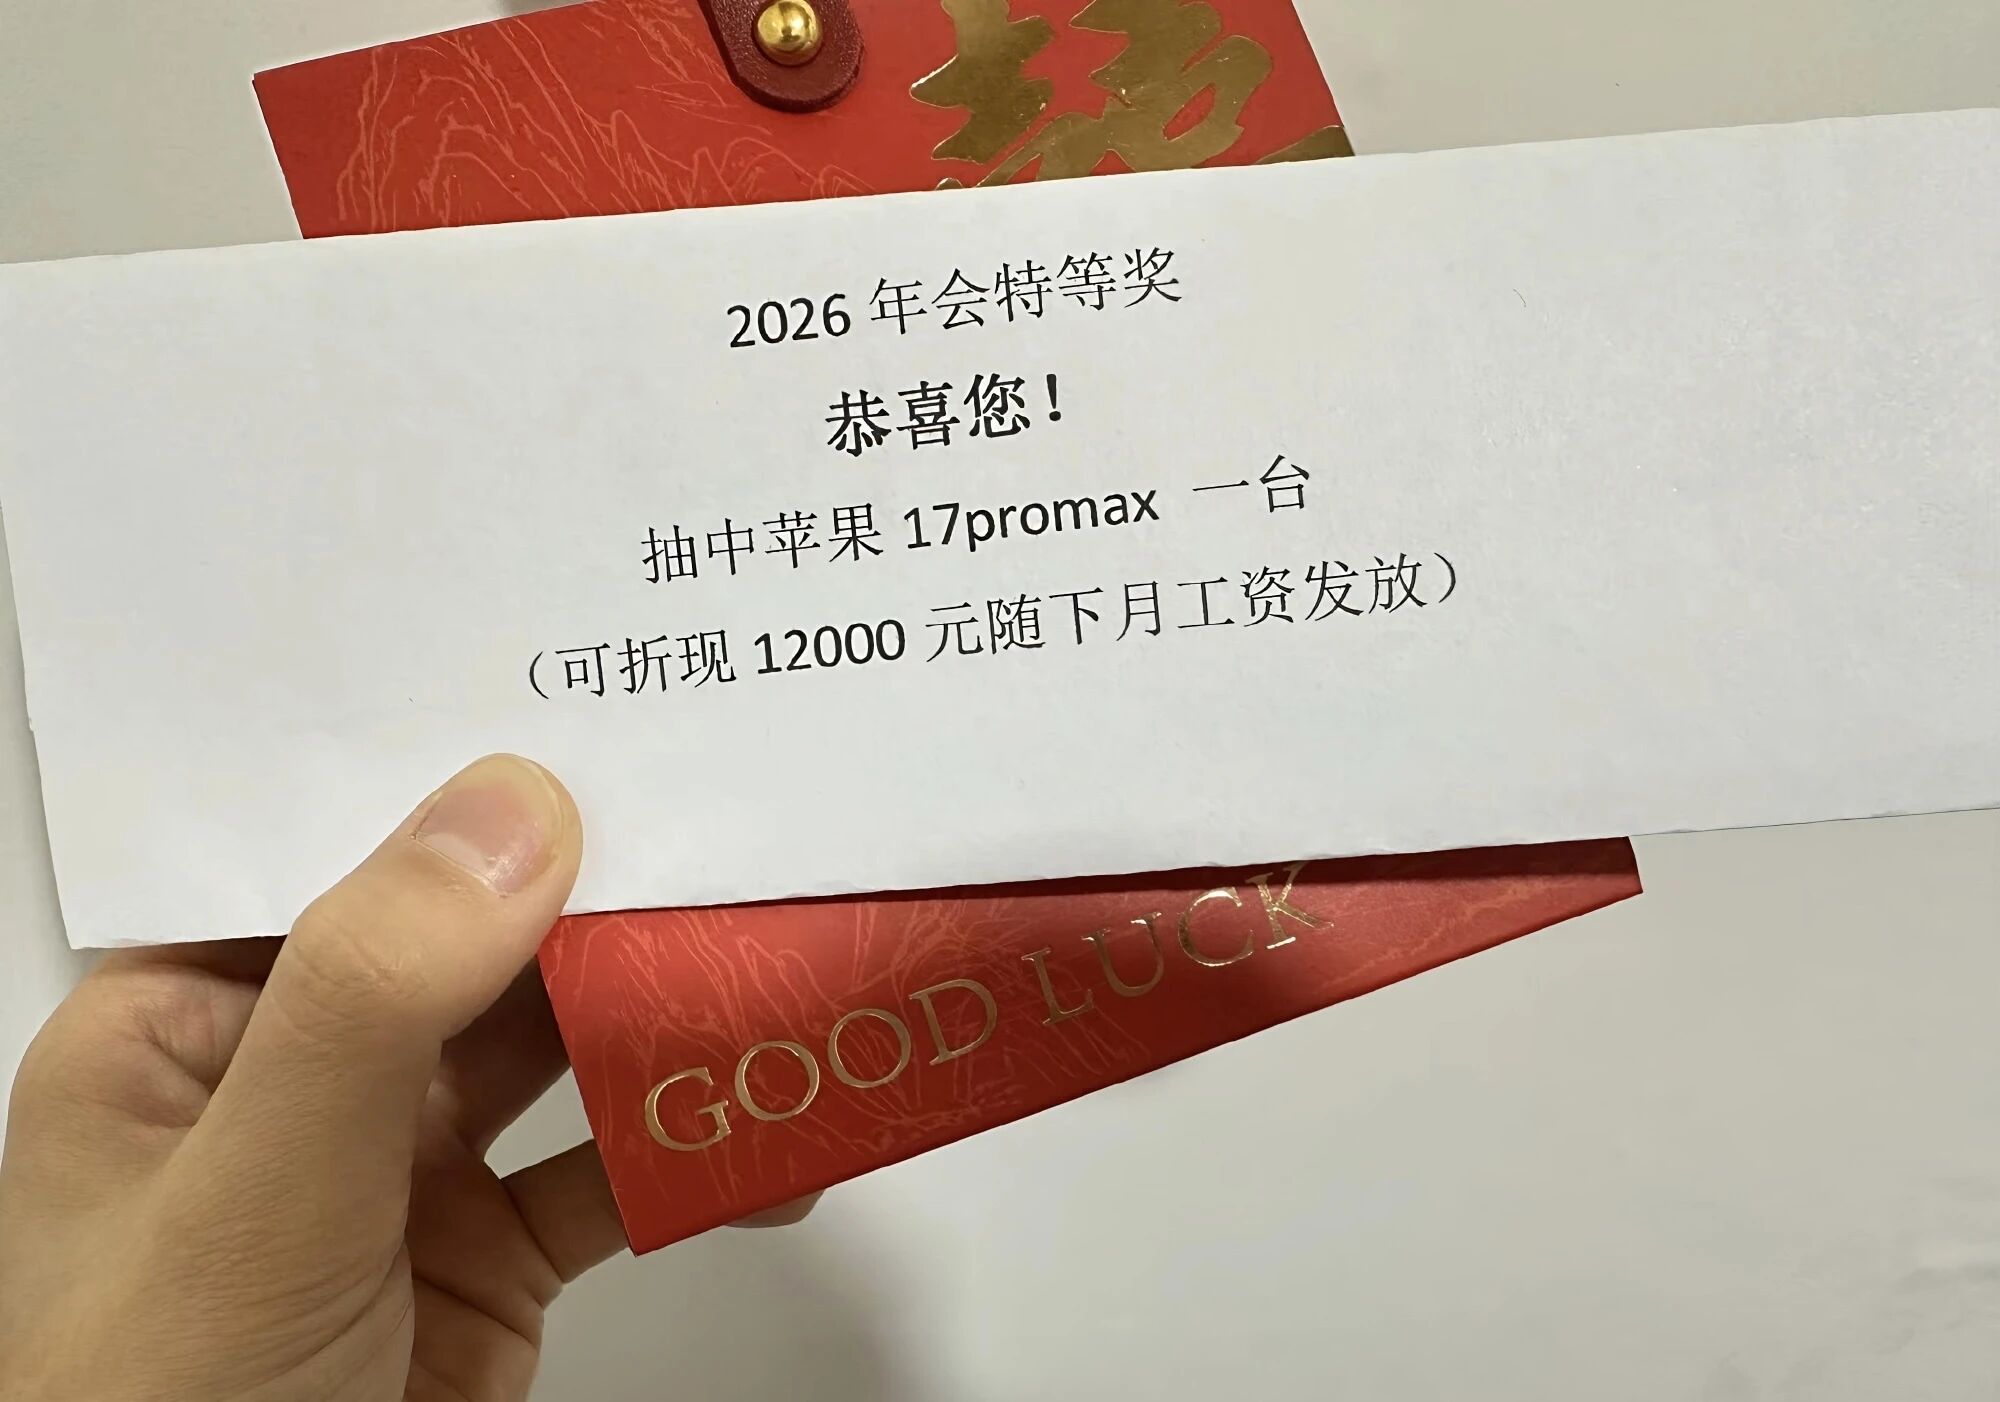 2026 年会特等奖
恭喜您！
抽中苹果 17promax 一台
（可折现 12000 元随下月工资发放）
GOOD LUCK